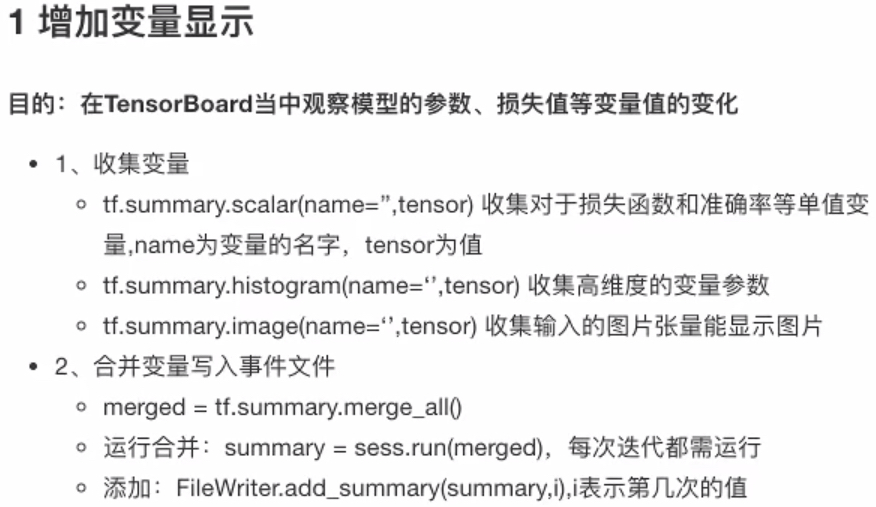 1 增加变量显示
目的：在TensorBoard当中观察模型的参数、损失值等变量值的变化
• 1、收集变量
◦ tf.summary.scalar(name=’’,tensor) 收集对于损失函数和准确率等单值变
量,name为变量的名字，tensor为值
◦ tf.summary.histogram(name=‘’,tensor) 收集高维度的变量参数
◦ tf.summary.image(name=‘’,tensor) 收集输入的图片张量能显示图片
• 2、合并变量写入事件文件
◦ merged = tf.summary.merge_all()
◦ 运行合并：summary = sess.run(merged)，每次迭代都需运行
◦ 添加：FileWriter.add_summary(summary,i),i表示第几次的值